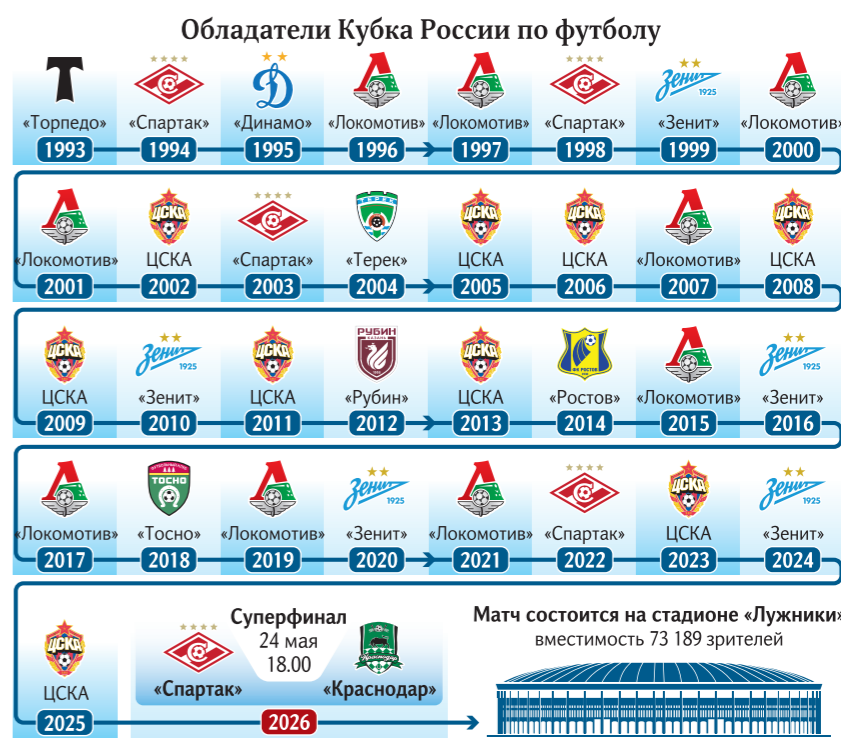 Обладатели Кубка России по футболу
«Торпедо» «Спартак» «Динамо» «Локомотив» «Локомотив» «Спартак» «Зенит» «Локомотив»
1993 1994 1995 1996 1997 1998 1999 2000
«Локомотив» ЦСКА «Спартак» «Терек» ЦСКА ЦСКА «Локомотив» ЦСКА
2001 2002 2003 2004 2005 2006 2007 2008
ЦСКА «Зенит» ЦСКА «Рубин» ЦСКА «Ростов» «Локомотив» «Зенит»
2009 2010 2011 2012 2013 2014 2015 2016
«Локомотив» «Тосно» «Локомотив» «Зенит» «Локомотив» «Спартак» ЦСКА «Зенит»
2017 2018 2019 2020 2021 2022 2023 2024
ЦСКА
2025
Суперфинал
24 мая
18.00
«Спартак» «Краснодар»
2026
Матч состоится на стадионе «Лужники»
вместимость 73 189 зрителей